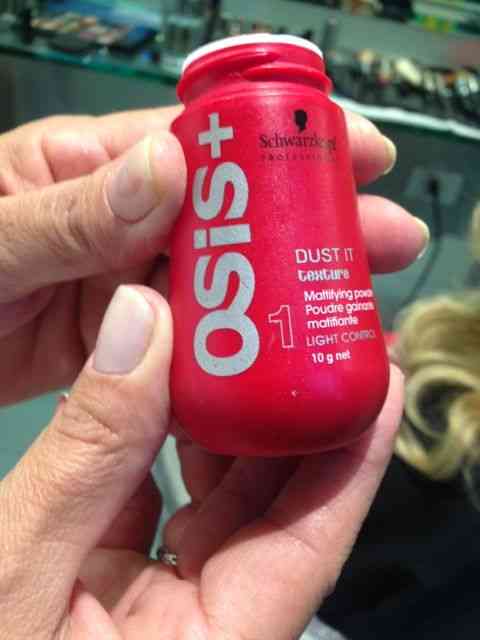 Schwarzkopf
PROFESSIONAL
OSiS+
DUST IT
texture
1
Mattifying powder
Poudre gainante
matifiante
LIGHT CONTROL
10 g net